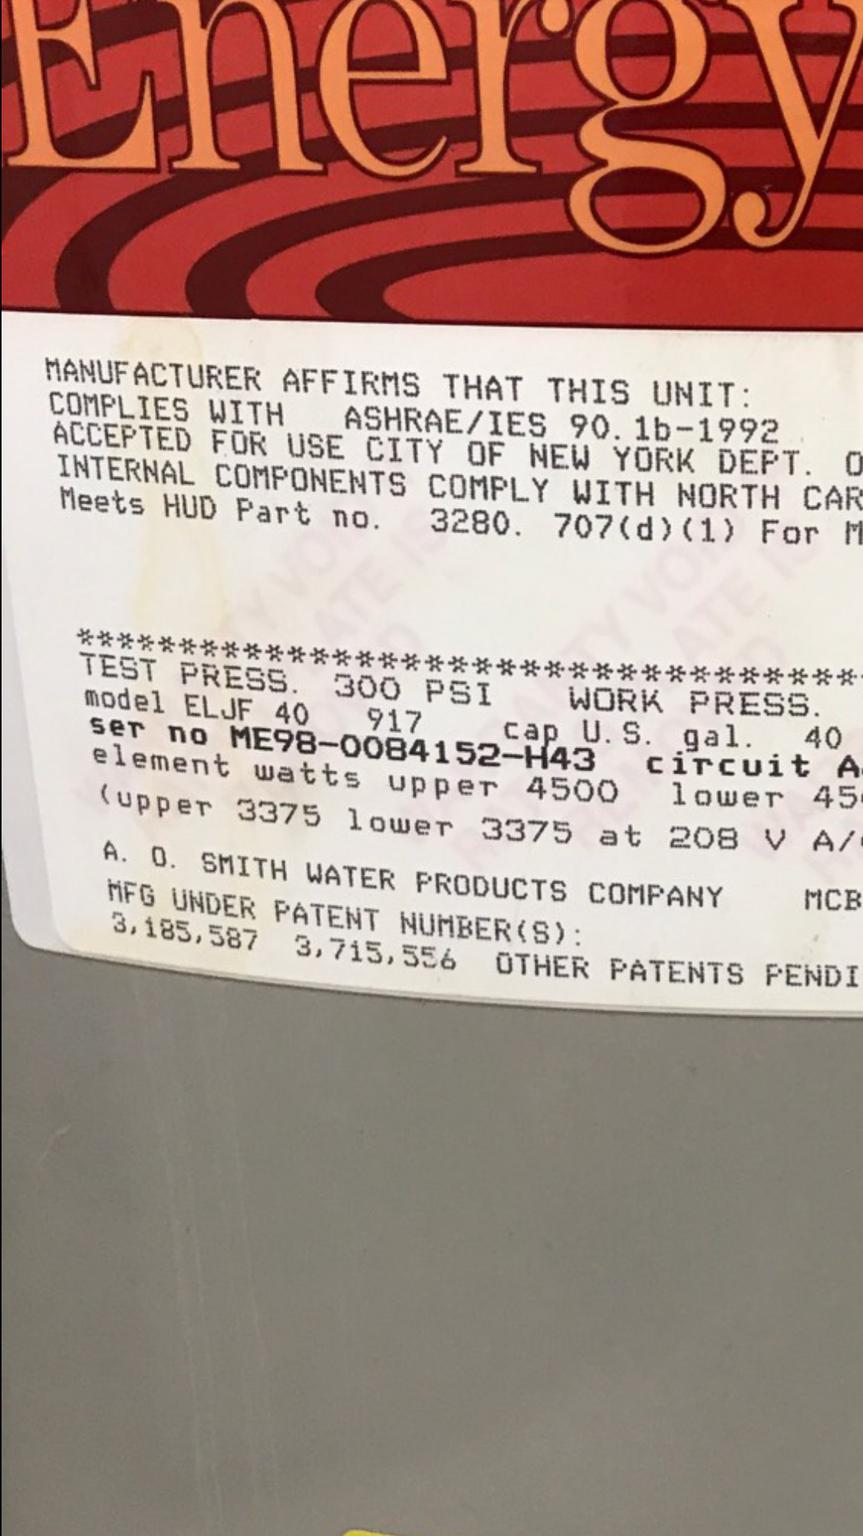 Energy
MANUFACTURER AFFIRMS THAT THIS UNIT:
COMPLIES WITH ASHRAE/IES 90.1b-1992
ACCEPTED FOR USE CITY OF NEW YORK DEPT. O
INTERNAL COMPONENTS COMPLY WITH NORTH CAR
Meets HUD Part no. 3280. 707(d)(1) For M
****************************************
TEST PRESS. 300 PSI WORK PRESS.
model ELJF 40 917 cap U.S. gal. 40
ser no ME98-0084152-H43 circuit A
element watts upper 4500 lower 45
(upper 3375 lower 3375 at 208 V A/
A. O. SMITH WATER PRODUCTS COMPANY MCB
MFG UNDER PATENT NUMBER(S):
3,185,587 3,715,556 OTHER PATENTS PENDI